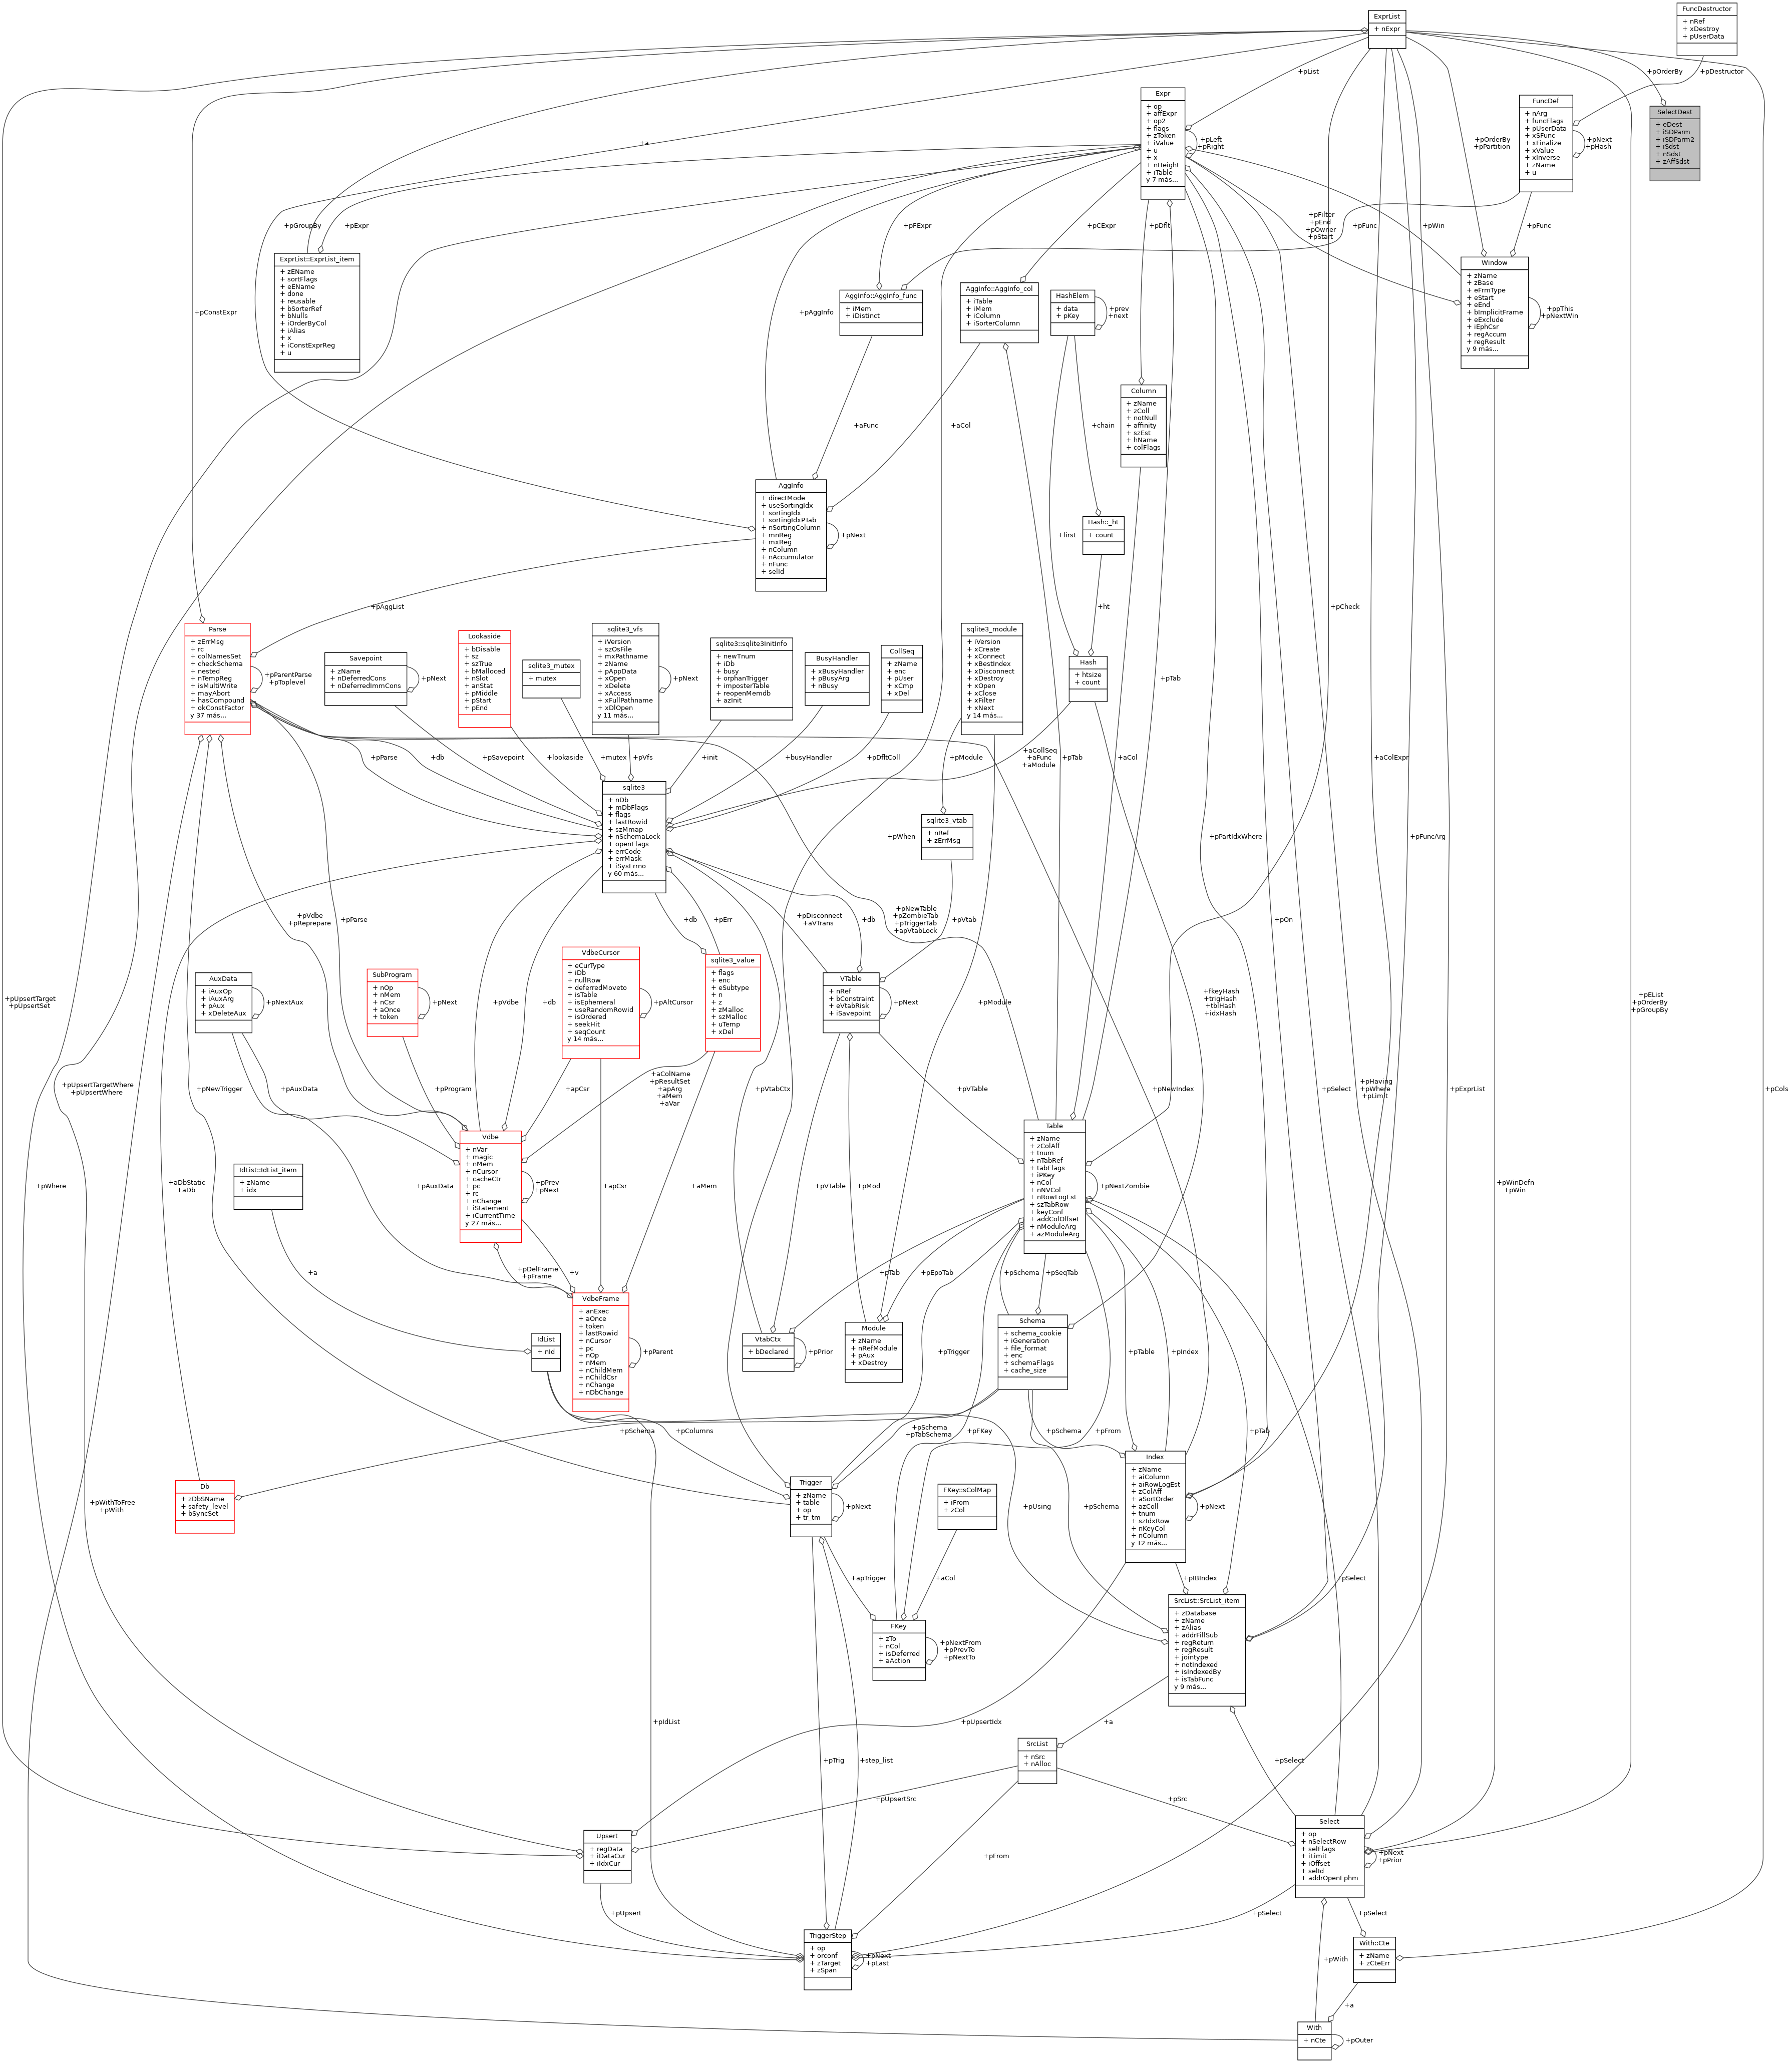 ExprList
+ nExpr
FuncDestructor
+ nRef
+ xDestroy
+ pUserData
+pList
+pOrderBy
+pDestructor
Expr
+ op
+ affExpr
+ op2
+ flags
+ zToken
+ iValue
+ u
+ x
+ nHeight
+ iTable
y 7 más...
FuncDef
+ nArg
+ funcFlags
+ pUserData
+ xSFunc
+ xFinalize
+ xValue
+ xInverse
+ zName
+ u
SelectDest
+ eDest
+ iSDParm
+ iSDParm2
+ iSdst
+ nSdst
+ zAffSdst
+a
+pLeft
+pRight
+pOrderBy
+pPartition
+pNext
+pHash
+pGroupBy
+pExpr
+pFExpr
+pCExpr
+pDflt
+pFilter
+pEnd
+pOwner
+pStart
+pFunc
+pWin
+pFunc
ExprList::ExprList_item
+ zEName
+ sortFlags
+ eEName
+ done
+ reusable
+ bSorterRef
+ bNulls
+ iOrderByCol
+ iAlias
+ x
+ iConstExprReg
+ u
AggInfo::AggInfo_func
+ iMem
+ iDistinct
AggInfo::AggInfo_col
+ iTable
+ iMem
+ iColumn
+ iSorterColumn
HashElem
+ data
+ pKey
+prev
+next
Window
+ zName
+ zBase
+ eFrmType
+ eStart
+ eEnd
+ bImplicitFrame
+ eExclude
+ iEphCsr
+ regAccum
+ regResult
y 9 más...
+ppThis
+pNextWin
+pConstExpr
+pAggInfo
Column
+ zName
+ zColl
+ notNull
+ affinity
+ szEst
+ hName
+ colFlags
+aFunc
+aCol
+chain
AggInfo
+ directMode
+ useSortingIdx
+ sortingIdx
+ sortingIdxPTab
+ nSortingColumn
+ mnReg
+ mxReg
+ nColumn
+ nAccumulator
+ nFunc
+ selId
+pNext
+first
Hash::_ht
+ count
+pAggList
+ht
+pCheck
Parse
+ zErrMsg
+ rc
+ colNamesSet
+ checkSchema
+ nested
+ nTempReg
+ isMultiWrite
+ mayAbort
+ hasCompound
+ okConstFactor
y 37 más...
+pParentParse
+pToplevel
Savepoint
+ zName
+ nDeferredCons
+ nDeferredImmCons
+pNext
Lookaside
+ bDisable
+ sz
+ szTrue
+ bMalloced
+ nSlot
+ anStat
+ pMiddle
+ pStart
+ pEnd
sqlite3_mutex
+ mutex
sqlite3_vfs
+ iVersion
+ szOsFile
+ mxPathname
+ zName
+ pAppData
+ xOpen
+ xDelete
+ xAccess
+ xFullPathname
+ xDlOpen
y 11 más...
+pNext
sqlite3::sqlite3InitInfo
+ newTnum
+ iDb
+ busy
+ orphanTrigger
+ imposterTable
+ reopenMemdb
+ azInit
BusyHandler
+ xBusyHandler
+ pBusyArg
+ nBusy
CollSeq
+ zName
+ enc
+ pUser
+ xCmp
+ xDel
sqlite3_module
+ iVersion
+ xCreate
+ xConnect
+ xBestIndex
+ xDisconnect
+ xDestroy
+ xOpen
+ xClose
+ xFilter
+ xNext
y 14 más...
Hash
+ htsize
+ count
+pTab
+pParse
+db
+pSavepoint
+lookaside
+mutex
+pVfs
+init
+busyHandler
+pDfltColl
+pModule
+aCollSeq
+aFunc
+aModule
+pTab
+aCol
+aColExpr
sqlite3
+ nDb
+ mDbFlags
+ flags
+ lastRowid
+ szMmap
+ nSchemaLock
+ openFlags
+ errCode
+ errMask
+ iSysErrno
y 60 más...
+pWhen
sqlite3_vtab
+ nRef
+ zErrMsg
+pPartIdxWhere
+pFuncArg
+pVdbe
+pReprepare
+pParse
+db
+pErr
+pDisconnect
+aVTrans
+db
+pNewTable
+pZombieTab
+pTriggerTab
+apVtabLock
+pVtab
+pOn
AuxData
+ iAuxOp
+ iAuxArg
+ pAux
+ xDeleteAux
+pNextAux
SubProgram
+ nOp
+ nMem
+ nCsr
+ aOnce
+ token
+pNext
+pVdbe
+db
VdbeCursor
+ eCurType
+ iDb
+ nullRow
+ deferredMoveto
+ isTable
+ isEphemeral
+ useRandomRowid
+ isOrdered
+ seekHit
+ seqCount
y 14 más...
+pAltCursor
sqlite3_value
+ flags
+ enc
+ eSubtype
+ n
+ z
+ zMalloc
+ szMalloc
+ uTemp
+ xDel
VTable
+ nRef
+ bConstraint
+ eVtabRisk
+ iSavepoint
+pNext
+pModule
+fkeyHash
+trigHash
+tblHash
+idxHash
+pUpsertTarget
+pUpsertSet
+pEList
+pOrderBy
+pGroupBy
+pUpsertTargetWhere
+pUpsertWhere
+pNewTrigger
+pAuxData
+pProgram
+apCsr
+aColName
+pResultSet
+apArg
+aMem
+aVar
+pVtabCtx
+pVTable
+pNewIndex
+pSelect
+pHaving
+pWhere
+pLimit
+pExprList
+pCols
Table
+ zName
+ zColAff
+ tnum
+ nTabRef
+ tabFlags
+ iPKey
+ nCol
+ nNVCol
+ nRowLogEst
+ szTabRow
+ keyConf
+ addColOffset
+ nModuleArg
+ azModuleArg
+pNextZombie
Vdbe
+ nVar
+ magic
+ nMem
+ nCursor
+ cacheCtr
+ pc
+ rc
+ nChange
+ iStatement
+ iCurrentTime
y 27 más...
+pPrev
+pNext
IdList::IdList_item
+ zName
+ idx
+pWhere
+aDbStatic
+aDb
+pAuxData
+apCsr
+aMem
+pVTable
+pMod
+pWinDefn
+pWin
+a
+pDelFrame
+pFrame
+v
+pTab
+pEpoTab
+pSchema
+pSeqTab
VdbeFrame
+ anExec
+ aOnce
+ token
+ lastRowid
+ nCursor
+ pc
+ nOp
+ nMem
+ nChildMem
+ nChildCsr
+ nChange
+ nDbChange
+pParent
IdList
+ nId
VtabCtx
+ bDeclared
+pPrior
Module
+ zName
+ nRefModule
+ pAux
+ xDestroy
Schema
+ schema_cookie
+ iGeneration
+ file_format
+ enc
+ schemaFlags
+ cache_size
+pTrigger
+pTable
+pIndex
+pSchema
+pColumns
+pSchema
+pTabSchema
+pFKey
+pSchema
+pFrom
+pTab
Db
+ zDbSName
+ safety_level
+ bSyncSet
Trigger
+ zName
+ table
+ op
+ tr_tm
+pNext
FKey::sColMap
+ iFrom
+ zCol
Index
+ zName
+ aiColumn
+ aiRowLogEst
+ zColAff
+ aSortOrder
+ azColl
+ tnum
+ szIdxRow
+ nKeyCol
+ nColumn
y 12 más...
+pNext
+pWithToFree
+pWith
+pUsing
+pSchema
+apTrigger
+aCol
+pIBIndex
+pSelect
FKey
+ zTo
+ nCol
+ isDeferred
+ aAction
+pNextFrom
+pPrevTo
+pNextTo
SrcList::SrcList_item
+ zDatabase
+ zName
+ zAlias
+ addrFillSub
+ regReturn
+ regResult
+ jointype
+ notIndexed
+ isIndexedBy
+ isTabFunc
y 9 más...
+pIdList
+pUpsertIdx
+a
SrcList
+ nSrc
+ nAlloc
+pTrig
+step_list
+pSelect
+pUpsertSrc
+pSrc
Upsert
+ regData
+ iDataCur
+ iIdxCur
+pFrom
Select
+ op
+ nSelectRow
+ selFlags
+ iLimit
+ iOffset
+ selId
+ addrOpenEphm
+pNext
+pPrior
+pUpsert
+pSelect
+pSelect
TriggerStep
+ op
+ orconf
+ zTarget
+ zSpan
+pNext
+pLast
+pWith
With::Cte
+ zName
+ zCteErr
+a
With
+ nCte
+pOuter